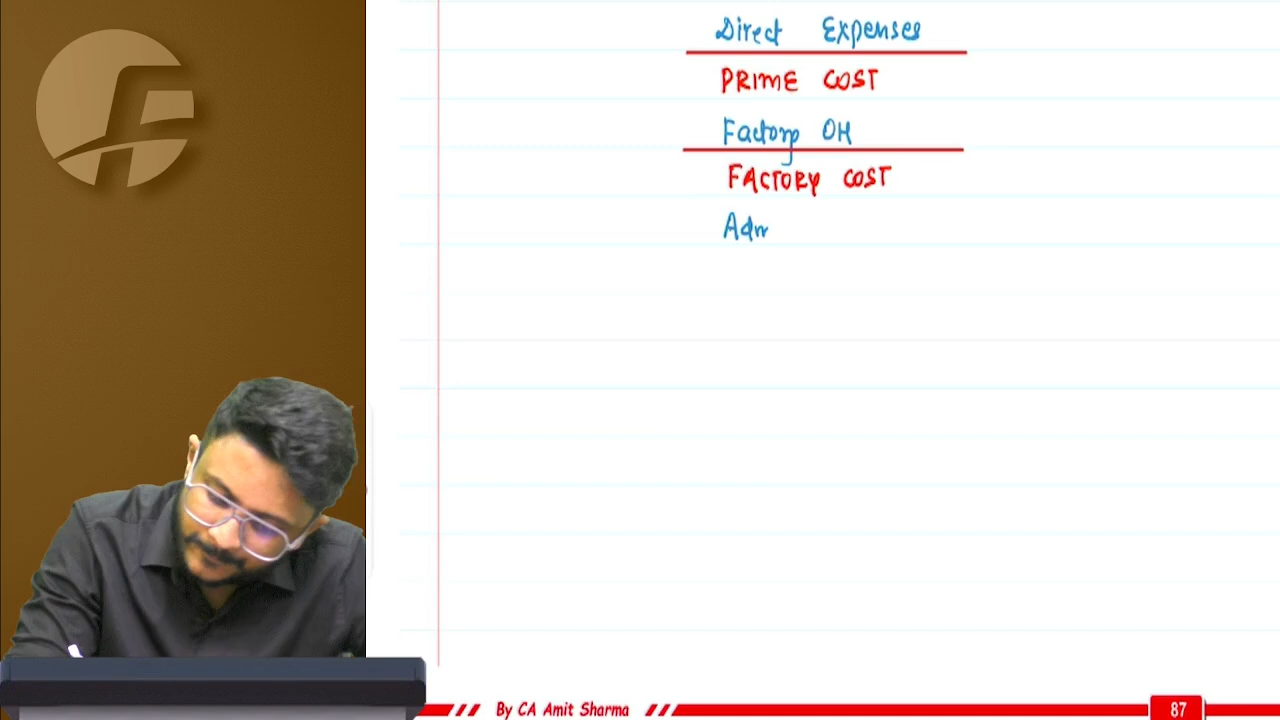 Direct Expenses
PRIME COST
Factory OH
FACTORY COST
Adm
By CA Amit Sharma
87